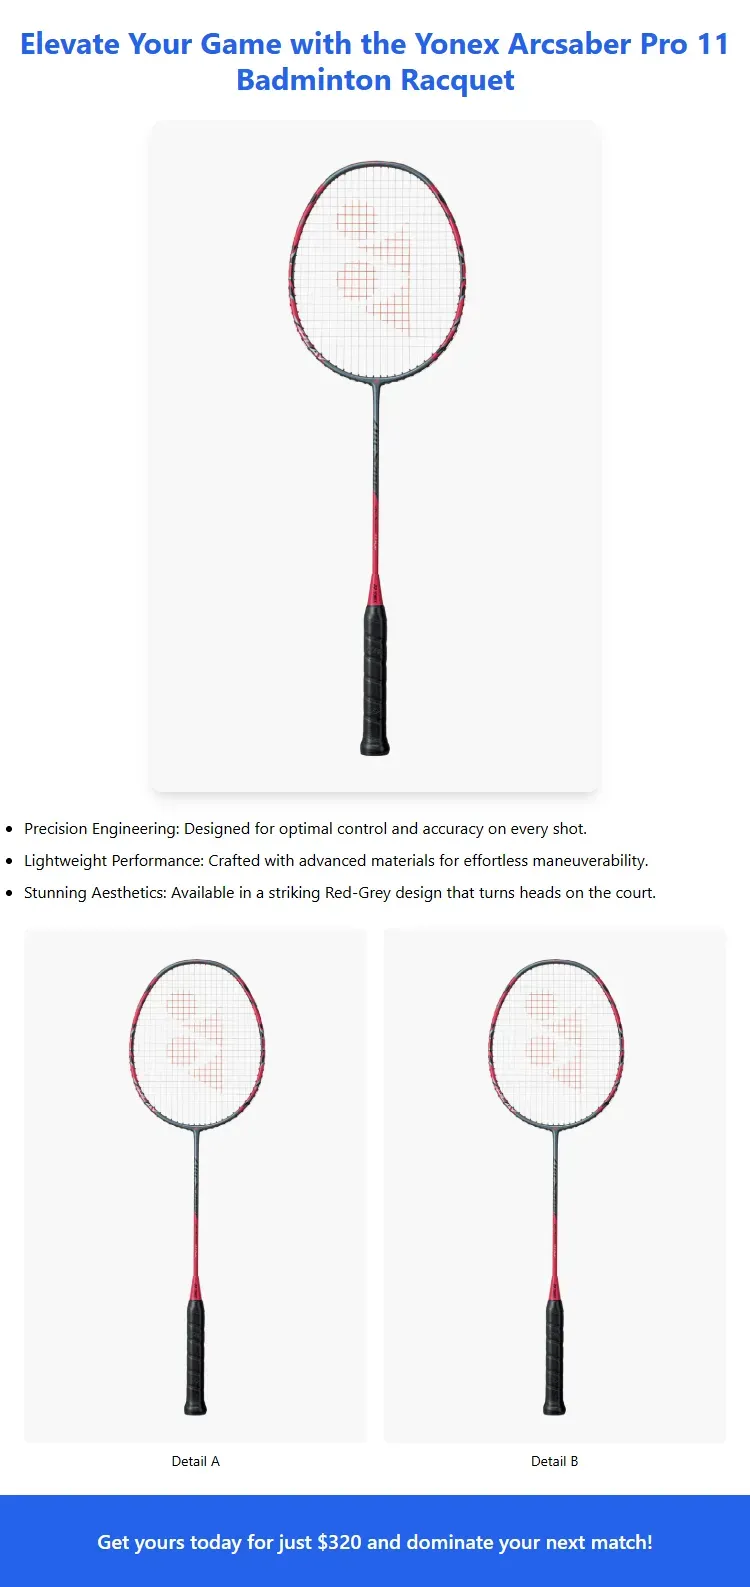 Elevate Your Game with the Yonex Arcsaber Pro 11
Badminton Racquet
Precision Engineering: Designed for optimal control and accuracy on every shot.
Lightweight Performance: Crafted with advanced materials for effortless maneuverability.
Stunning Aesthetics: Available in a striking Red-Grey design that turns heads on the court.
Detail A
Detail B
Get yours today for just $320 and dominate your next match!